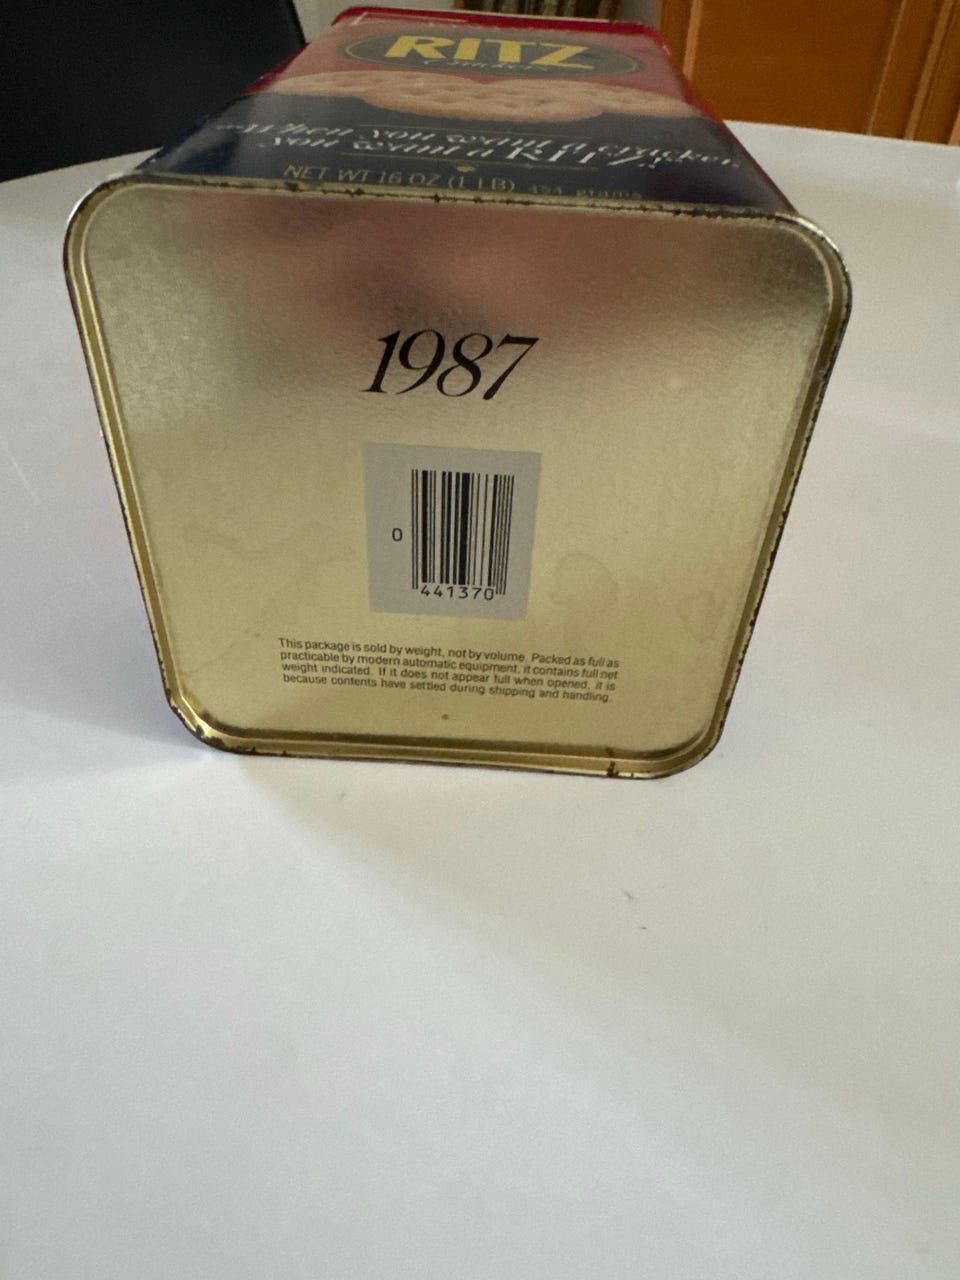 RITZ
Crackers
"When you want a cracker,
you want a RITZ!"
NET WT 16 OZ (1 LB) 454 grams
1987
0
441370
This package is sold by weight, not by volume. Packed as full as
practicable by modern automatic equipment, it contains full net
weight indicated. If it does not appear full when opened, it is
because contents have settled during shipping and handling.